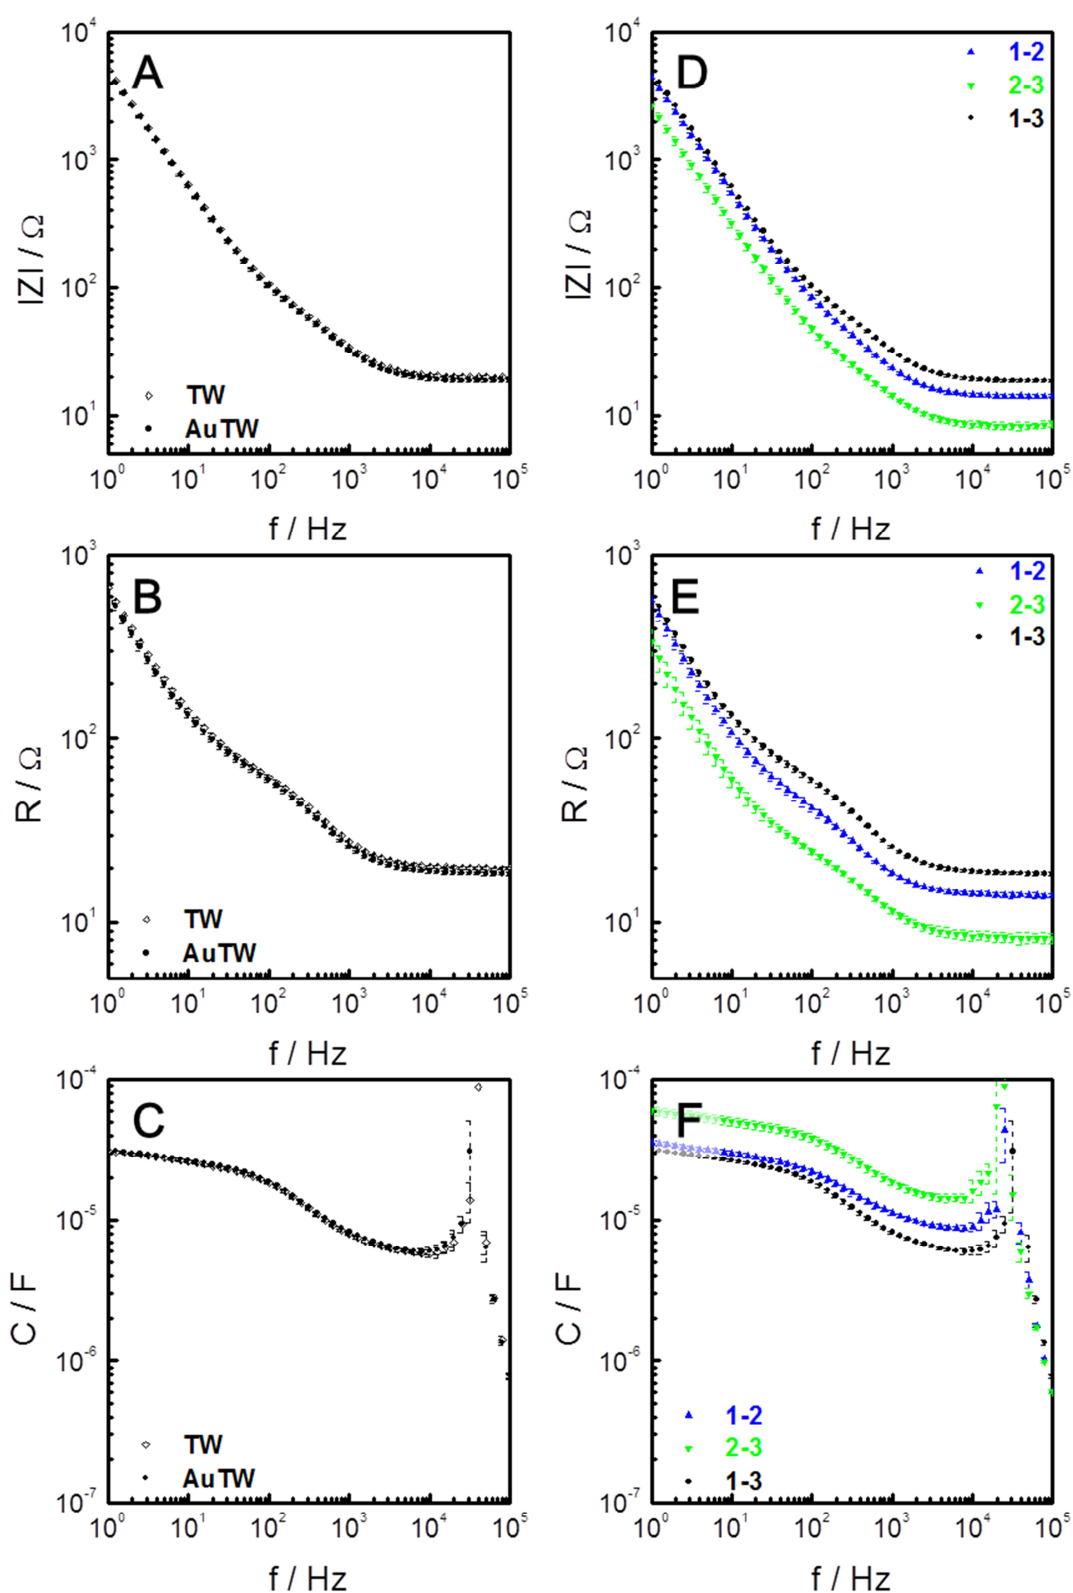 A
|Z| / Ω
10⁴
10³
10²
10¹
TW
AuTW
10⁰ 10¹ 10² 10³ 10⁴ 10⁵
f / Hz
D
|Z| / Ω
10⁴
10³
10²
10¹
1-2
2-3
1-3
10⁰ 10¹ 10² 10³ 10⁴ 10⁵
f / Hz
B
R / Ω
10³
10²
10¹
TW
AuTW
10⁰ 10¹ 10² 10³ 10⁴ 10⁵
f / Hz
E
R / Ω
10³
10²
10¹
1-2
2-3
1-3
10⁰ 10¹ 10² 10³ 10⁴ 10⁵
f / Hz
C
C / F
10⁻⁴
10⁻⁵
10⁻⁶
10⁻⁷
TW
AuTW
10⁰ 10¹ 10² 10³ 10⁴ 10⁵
f / Hz
F
C / F
10⁻⁴
10⁻⁵
10⁻⁶
10⁻⁷
1-2
2-3
1-3
10⁰ 10¹ 10² 10³ 10⁴ 10⁵
f / Hz